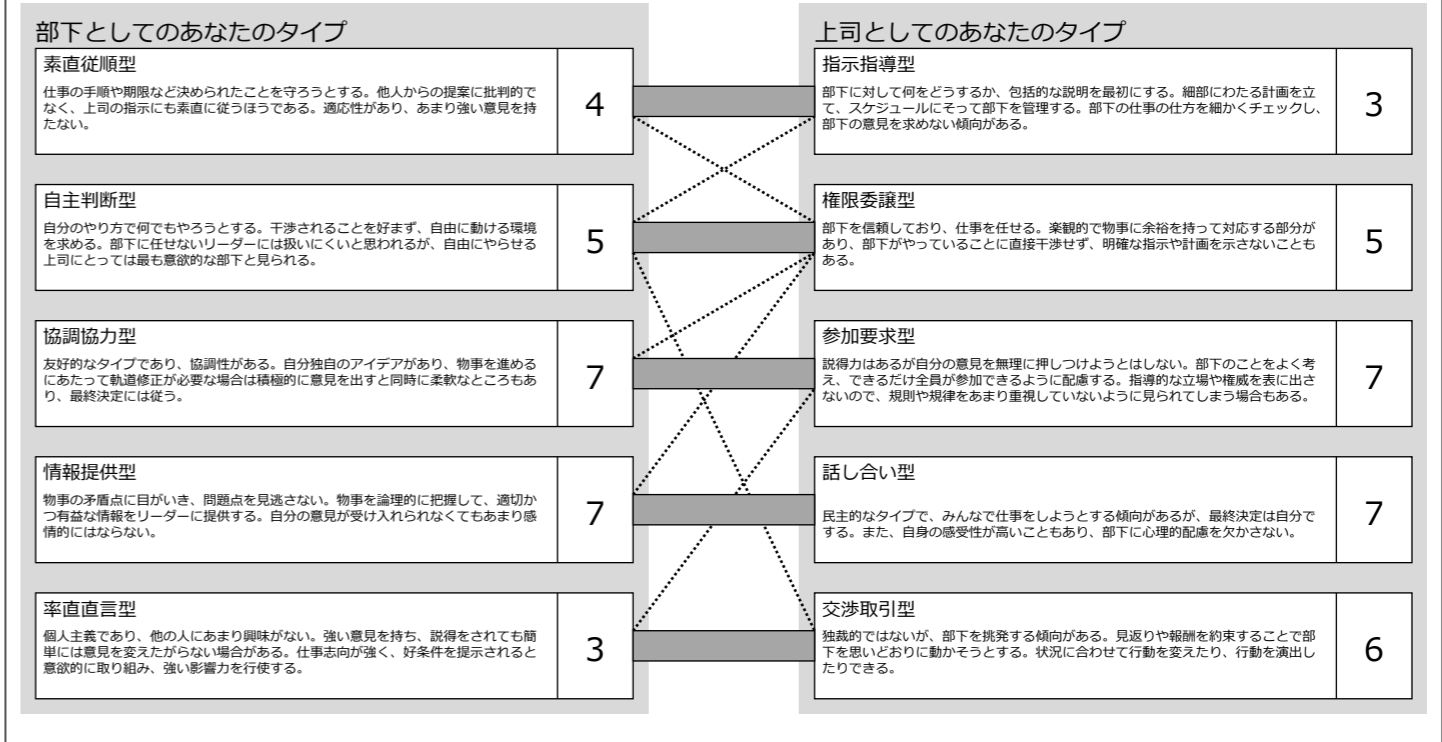 部下としてのあなたのタイプ
素直従順型
仕事の手順や期限など決められたことを守ろうとする。他人からの提案に批判的で
なく、上司の指示にも素直に従うほうである。適応性があり、あまり強い意見を持
たない。
4
自主判断型
自分のやり方で何でもやろうとする。干渉されることを好まず、自由に動ける環境
を求める。部下に任せないリーダーには扱いにくいと思われるが、自由にやらせる
上司にとっては最も意欲的な部下と見られる。
5
協調協力型
友好的なタイプであり、協調性がある。自分独自のアイデアがあり、物事を進める
にあたって軌道修正が必要な場合は積極的に意見を出すと同時に柔軟なところもあ
り、最終決定には従う。
7
情報提供型
物事の矛盾点に目がいき、問題点を見逃さない。物事を論理的に把握して、適切か
つ有益な情報をリーダーに提供する。自分の意見が受け入れられなくてもあまり感
情的にはならない。
7
率直直言型
個人主義であり、他の人にあまり興味がない。強い意見を持ち、説得をされても簡
単には意見を変えたがらない場合がある。仕事志向が強く、好条件を提示されると
意欲的に取り組み、強い影響力を行使する。
3
上司としてのあなたのタイプ
指示指導型
部下に対して何をどうするか、包括的な説明を最初にする。細部にわたる計画を立
て、スケジュールにそって部下を管理する。部下の仕事の仕方を細かくチェックし、
部下の意見を求めない傾向がある。
3
権限委譲型
部下を信頼しており、仕事を任せる。楽観的で物事に余裕を持って対応する部分が
あり、部下がやっていることに直接干渉せず、明確な指示や計画を示さないことも
ある。
5
参加要求型
説得力はあるが自分の意見を無理に押しつけようとはしない。部下のことをよく考
え、できるだけ全員が参加できるように配慮する。指導的な立場や権威を表に出さ
ないので、規則や規律をあまり重視していないように見られてしまう場合もある。
7
話し合い型
民主的なタイプで、みんなで仕事をしようとする傾向があるが、最終決定は自分で
する。また、自身の感受性が高いこともあり、部下に心理的配慮を欠かさない。
7
交渉取引型
独裁的ではないが、部下を挑発する傾向がある。見返りや報酬を約束することで部
下を思いどおりに動かそうとする。状況に合わせて行動を変えたり、行動を演出し
たりできる。
6